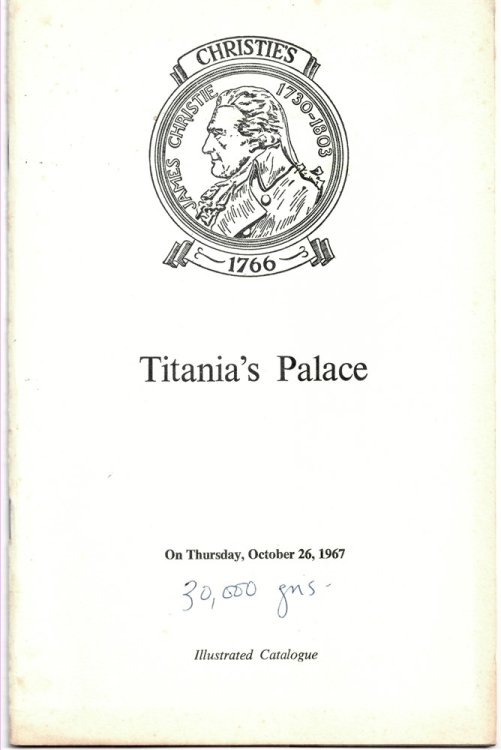 CHRISTIE'S
JAMES CHRISTIE 1730-1803
1766
Titania's Palace
On Thursday, October 26, 1967
30,000 gns.
Illustrated Catalogue